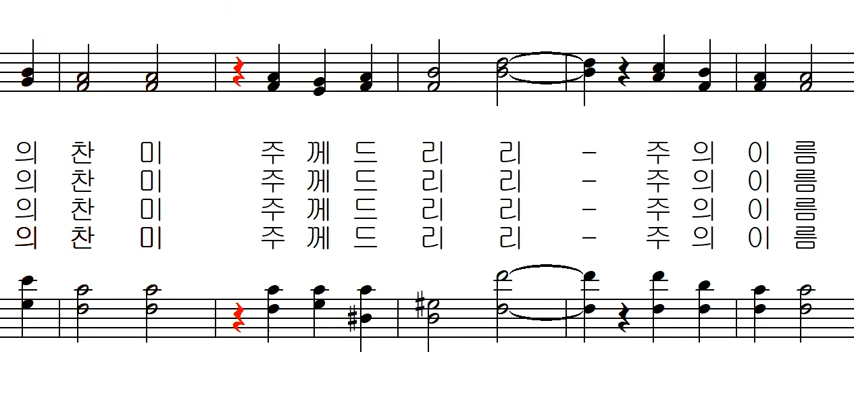 의 찬 미 주 께 드 리 리 - 주 의 이 름
의 찬 미 주 께 드 리 리 - 주 의 이 름
의 찬 미 주 께 드 리 리 - 주 의 이 름
의 찬 미 주 께 드 리 리 - 주 의 이 름